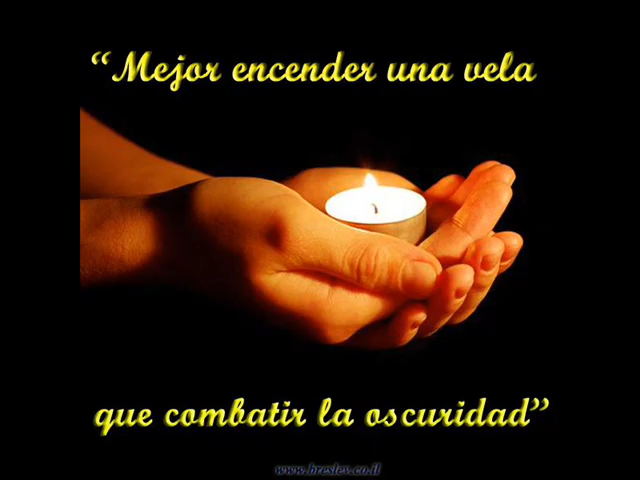 “Mejor encender una vela
que combatir la oscuridad”
www.breslev.co.il